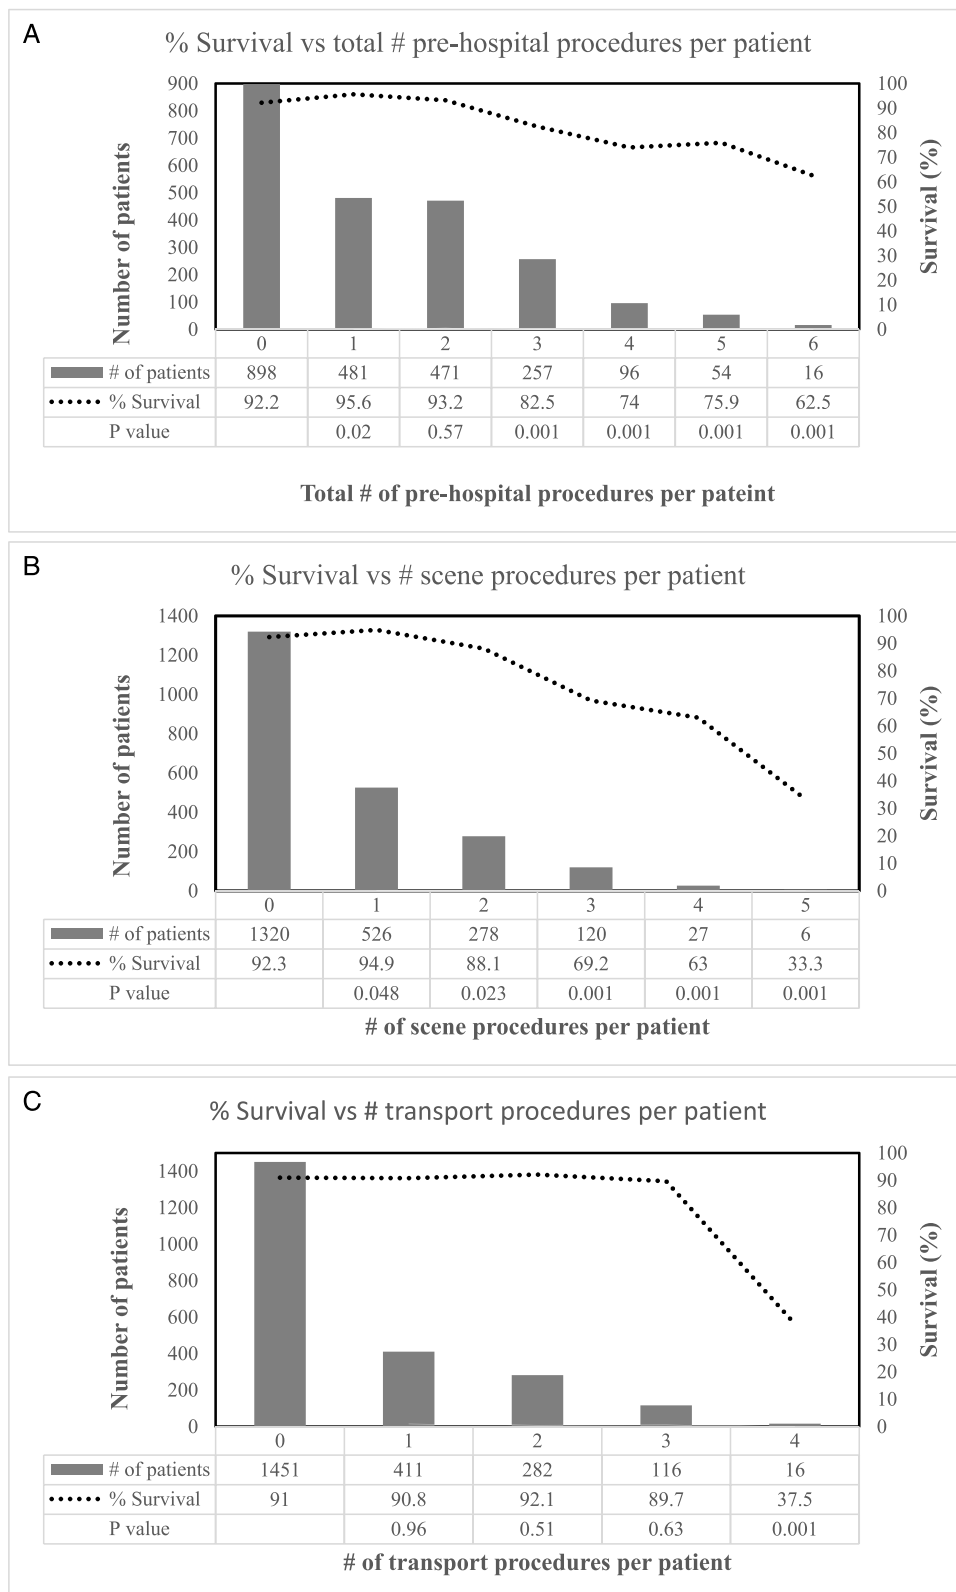 A
% Survival vs total # pre-hospital procedures per patient
Number of patients
900
800
700
600
500
400
300
200
100
0
100
90
80
70
60
50
40
30
20
10
0
Survival (%)
0 1 2 3 4 5 6
# of patients 898 481 471 257 96 54 16
% Survival 92.2 95.6 93.2 82.5 74 75.9 62.5
P value 0.02 0.57 0.001 0.001 0.001 0.001
Total # of pre-hospital procedures per pateint
B
% Survival vs # scene procedures per patient
Number of patients
1400
1200
1000
800
600
400
200
0
100
90
80
70
60
50
40
30
20
10
0
Survival (%)
0 1 2 3 4 5
# of patients 1320 526 278 120 27 6
% Survival 92.3 94.9 88.1 69.2 63 33.3
P value 0.048 0.023 0.001 0.001 0.001
# of scene procedures per patient
C
% Survival vs # transport procedures per patient
Number of patients
1400
1200
1000
800
600
400
200
0
100
90
80
70
60
50
40
30
20
10
0
Survival (%)
0 1 2 3 4
# of patients 1451 411 282 116 16
% Survival 91 90.8 92.1 89.7 37.5
P value 0.96 0.51 0.63 0.001
# of transport procedures per patient